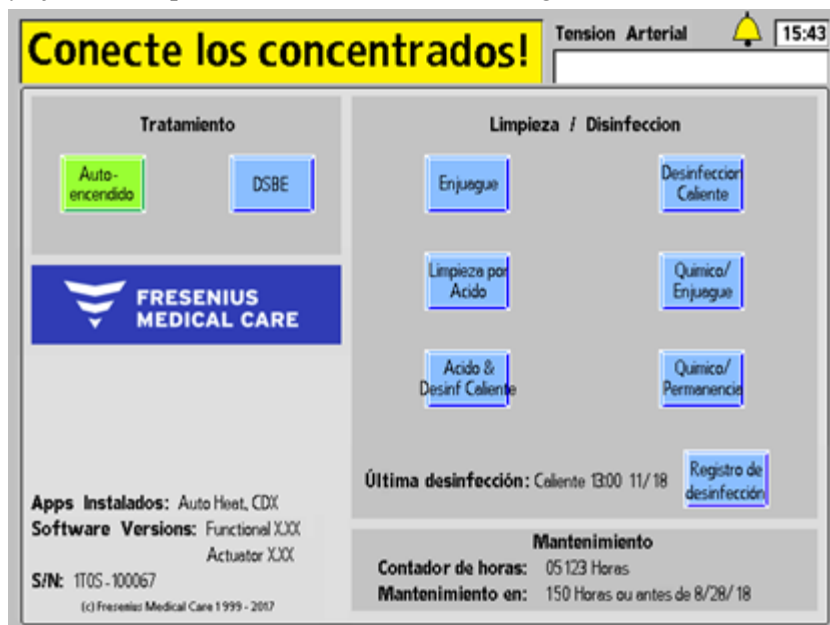 Conecte los concentrados!
Tension Arterial
15:43
Tratamiento
Auto-
encendido
DSBE
FRESENIUS
MEDICAL CARE
Apps Instalados: Auto Heat, CDX
Software Versions: Functional X.XX
Actuator X.XX
S/N: 1T0S-100067
(c) Fresenius Medical Care 1999 - 2017
Limpieza / Disinfeccion
Enjuague
Desinfeccion
Caliente
Limpieza por
Acido
Quimico/
Enjuague
Acido &
Desinf Caliente
Quimico/
Permanencia
Última desinfección: Caliente 13:00 11/18
Registro de
desinfección
Mantenimiento
Contador de horas: 05123 Horas
Mantenimiento en: 150 Horas ou antes de 8/28/18